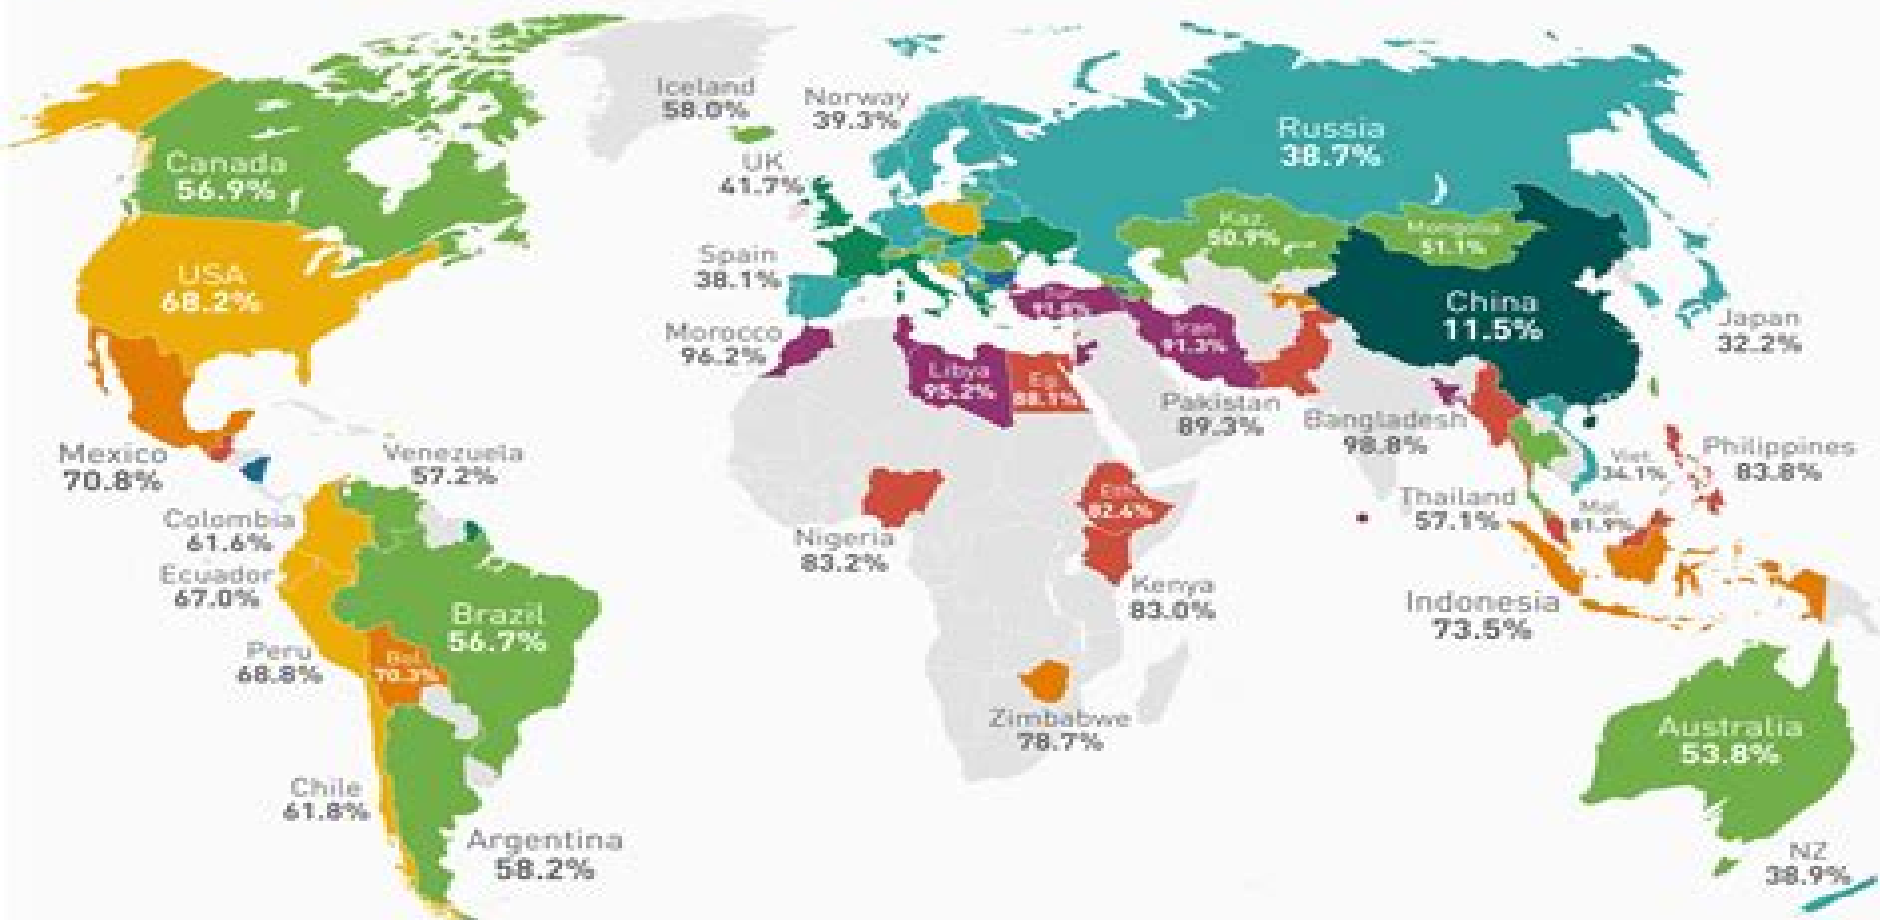 Iceland
58.0%
Norway
39.3%
Russia
38.7%
Canada
56.9%
UK
41.7%
Kaz.
50.9%
Mongolia
51.1%
USA
68.2%
Spain
38.1%
China
11.5%
Japan
32.2%
Morocco
96.2%
Iran
91.3%
Libya
95.2%
Eg.
88.1%
Pakistan
89.3%
Bangladesh
98.8%
Mexico
70.8%
Venezuela
57.2%
Philippines
83.8%
Viet.
34.1%
Thailand
57.1%
Mal.
81.9%
Colombia
61.6%
Nigeria
83.2%
Eth.
82.4%
Ecuador
67.0%
Kenya
83.0%
Indonesia
73.5%
Brazil
56.7%
Peru
68.8%
Bol.
70.3%
Zimbabwe
78.7%
Australia
53.8%
Chile
61.8%
Argentina
58.2%
NZ
38.9%